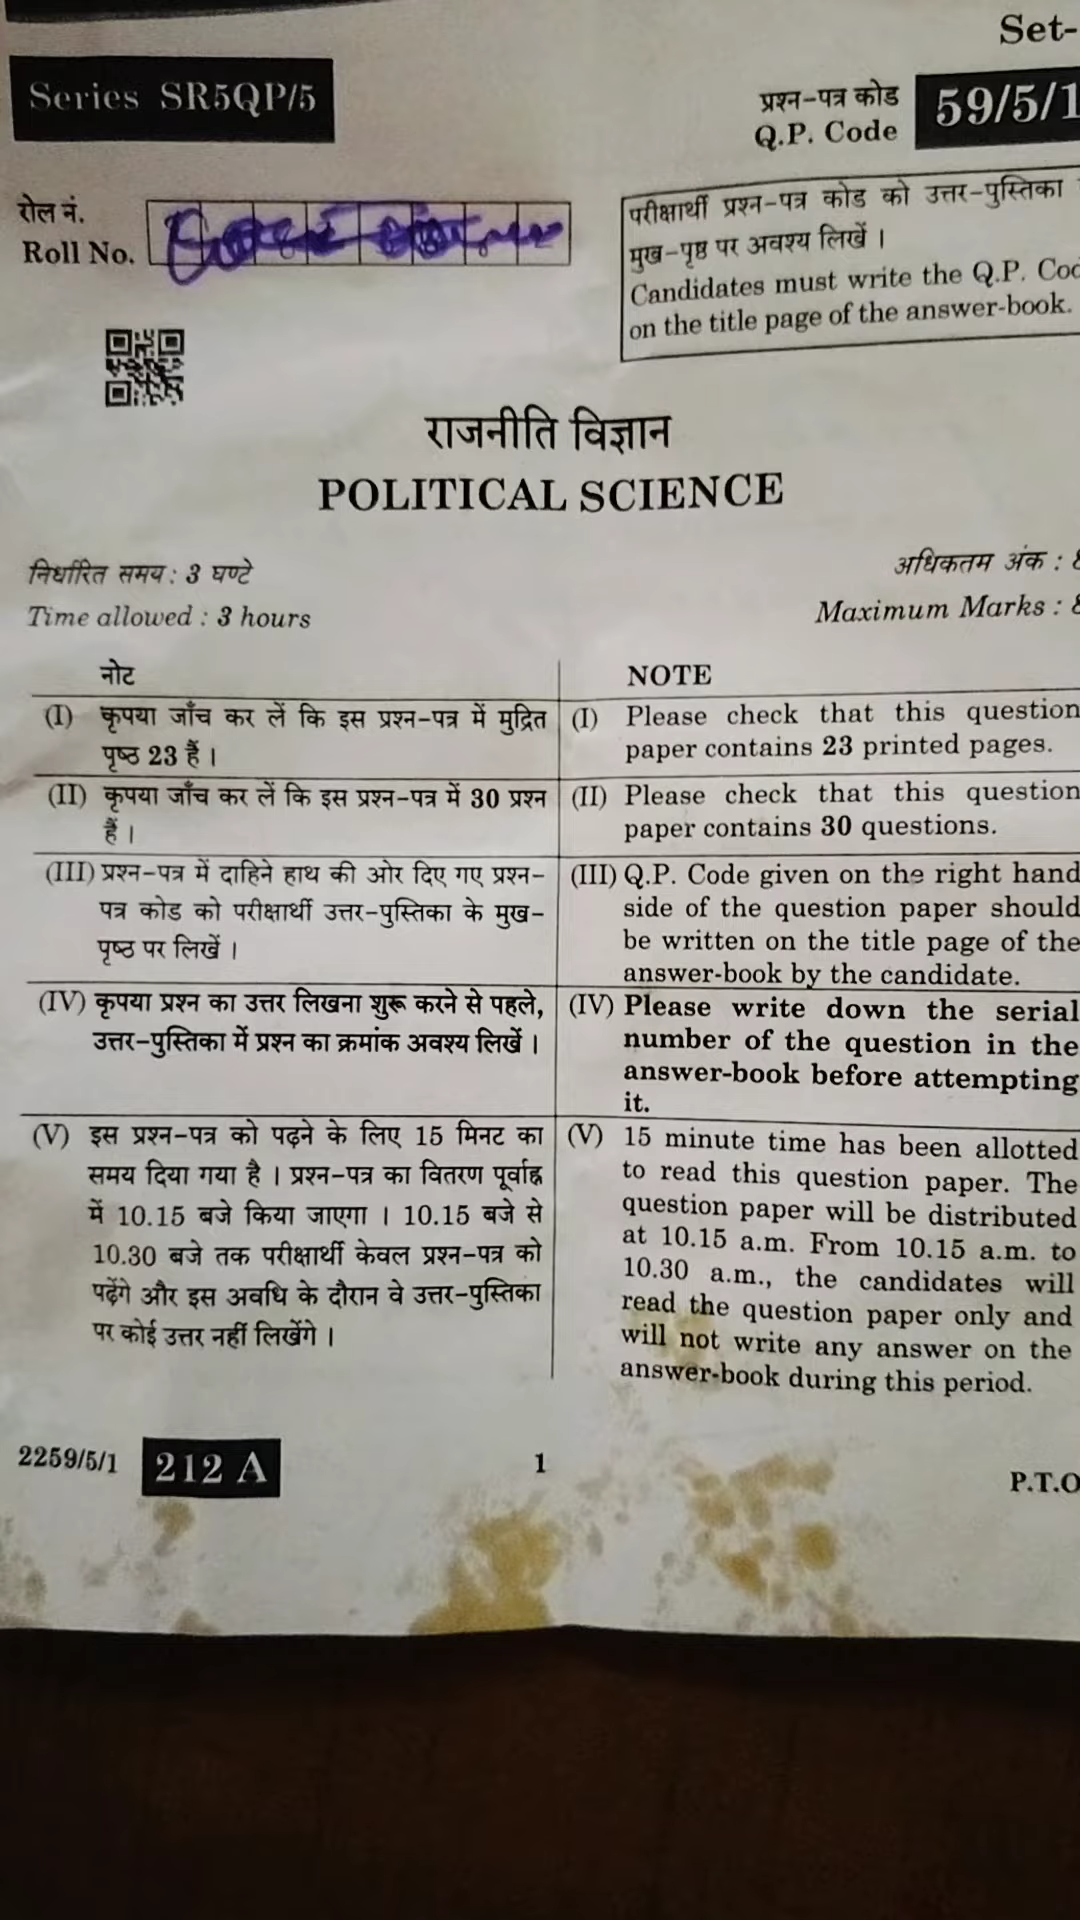 Set-
Series SR5QP/5
प्रश्न-पत्र कोड
Q.P. Code
59/5/1
रोल नं.
Roll No.
परीक्षार्थी प्रश्न-पत्र कोड को उत्तर-पुस्तिका
मुख-पृष्ठ पर अवश्य लिखें ।
Candidates must write the Q.P. Cod
on the title page of the answer-book.
राजनीति विज्ञान
POLITICAL SCIENCE
निर्धारित समय : 3 घण्टे
अधिकतम अंक :
Time allowed : 3 hours
Maximum Marks :
नोट
(I) कृपया जाँच कर लें कि इस प्रश्न-पत्र में मुद्रित
पृष्ठ 23 हैं ।
(II) कृपया जाँच कर लें कि इस प्रश्न-पत्र में 30 प्रश्न
हैं ।
(III) प्रश्न-पत्र में दाहिने हाथ की ओर दिए गए प्रश्न-
पत्र कोड को परीक्षार्थी उत्तर-पुस्तिका के मुख-
पृष्ठ पर लिखें ।
(IV) कृपया प्रश्न का उत्तर लिखना शुरू करने से पहले,
उत्तर-पुस्तिका में प्रश्न का क्रमांक अवश्य लिखें ।
(V) इस प्रश्न-पत्र को पढ़ने के लिए 15 मिनट का
समय दिया गया है । प्रश्न-पत्र का वितरण पूर्वाह्न
में 10.15 बजे किया जाएगा । 10.15 बजे से
10.30 बजे तक परीक्षार्थी केवल प्रश्न-पत्र को
पढ़ेंगे और इस अवधि के दौरान वे उत्तर-पुस्तिका
पर कोई उत्तर नहीं लिखेंगे ।
NOTE
(I) Please check that this question
paper contains 23 printed pages.
(II) Please check that this question
paper contains 30 questions.
(III) Q.P. Code given on the right hand
side of the question paper should
be written on the title page of the
answer-book by the candidate.
(IV) Please write down the serial
number of the question in the
answer-book before attempting
it.
(V) 15 minute time has been allotted
to read this question paper. The
question paper will be distributed
at 10.15 a.m. From 10.15 a.m. to
10.30 a.m., the candidates will
read the question paper only and
will not write any answer on the
answer-book during this period.
2259/5/1
212 A
1
P.T.O